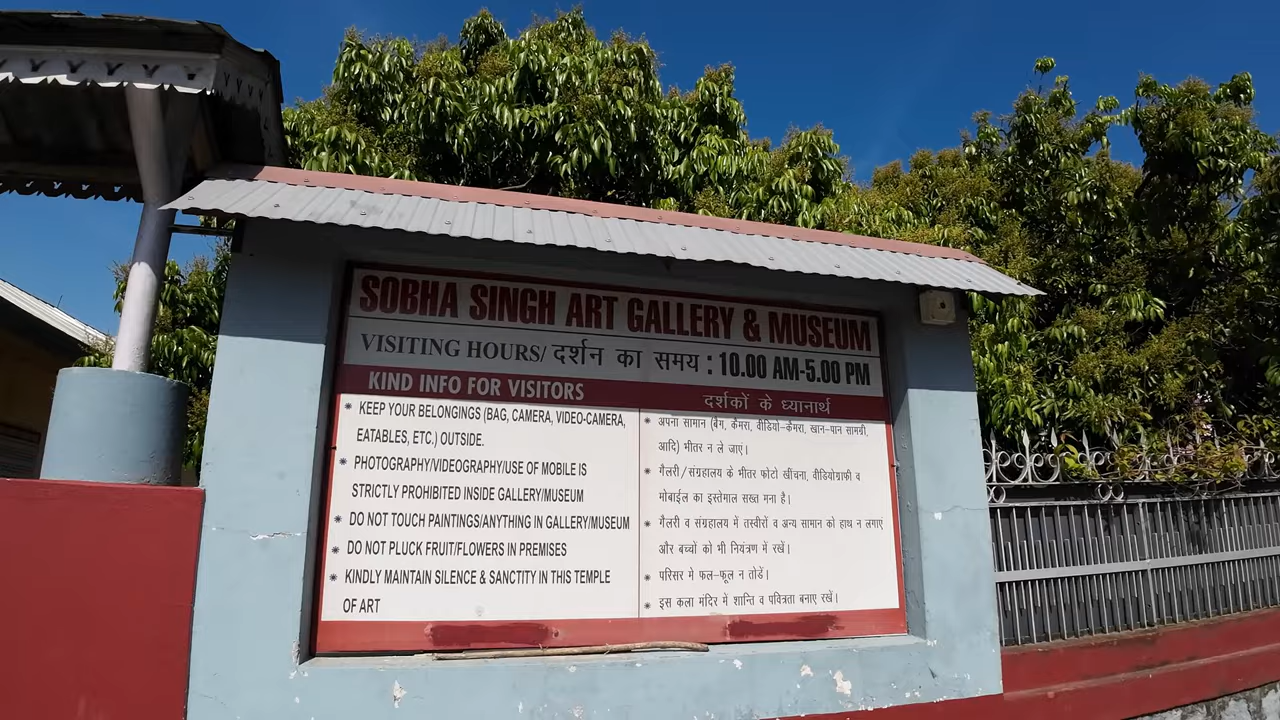 SOBHA SINGH ART GALLERY & MUSEUM
VISITING HOURS/ दर्शन का समय : 10.00 AM-5.00 PM
KIND INFO FOR VISITORS
* KEEP YOUR BELONGINGS (BAG, CAMERA, VIDEO-CAMERA,
EATABLES, ETC.) OUTSIDE.
* PHOTOGRAPHY/VIDEOGRAPHY/USE OF MOBILE IS
STRICTLY PROHIBITED INSIDE GALLERY/MUSEUM
* DO NOT TOUCH PAINTINGS/ANYTHING IN GALLERY/MUSEUM
* DO NOT PLUCK FRUIT/FLOWERS IN PREMISES
* KINDLY MAINTAIN SILENCE & SANCTITY IN THIS TEMPLE
OF ART
दर्शकों के ध्यानार्थ
* अपना सामान (बैग, कैमरा, वीडियो-कैमरा, खान-पान सामग्री,
आदि) भीतर न ले जाएं।
* गैलरी/संग्रहालय के भीतर फोटो खींचना, वीडियोग्राफी व
मोबाईल का इस्तेमाल सख्त मना है।
* गैलरी व संग्रहालय में तस्वीरों व अन्य सामान को हाथ न लगाएं
और बच्चों को भी नियंत्रण में रखें।
* परिसर मे फल-फूल न तोडें।
* इस कला मंदिर मे शान्ति व पवित्रता बनाए रखें।